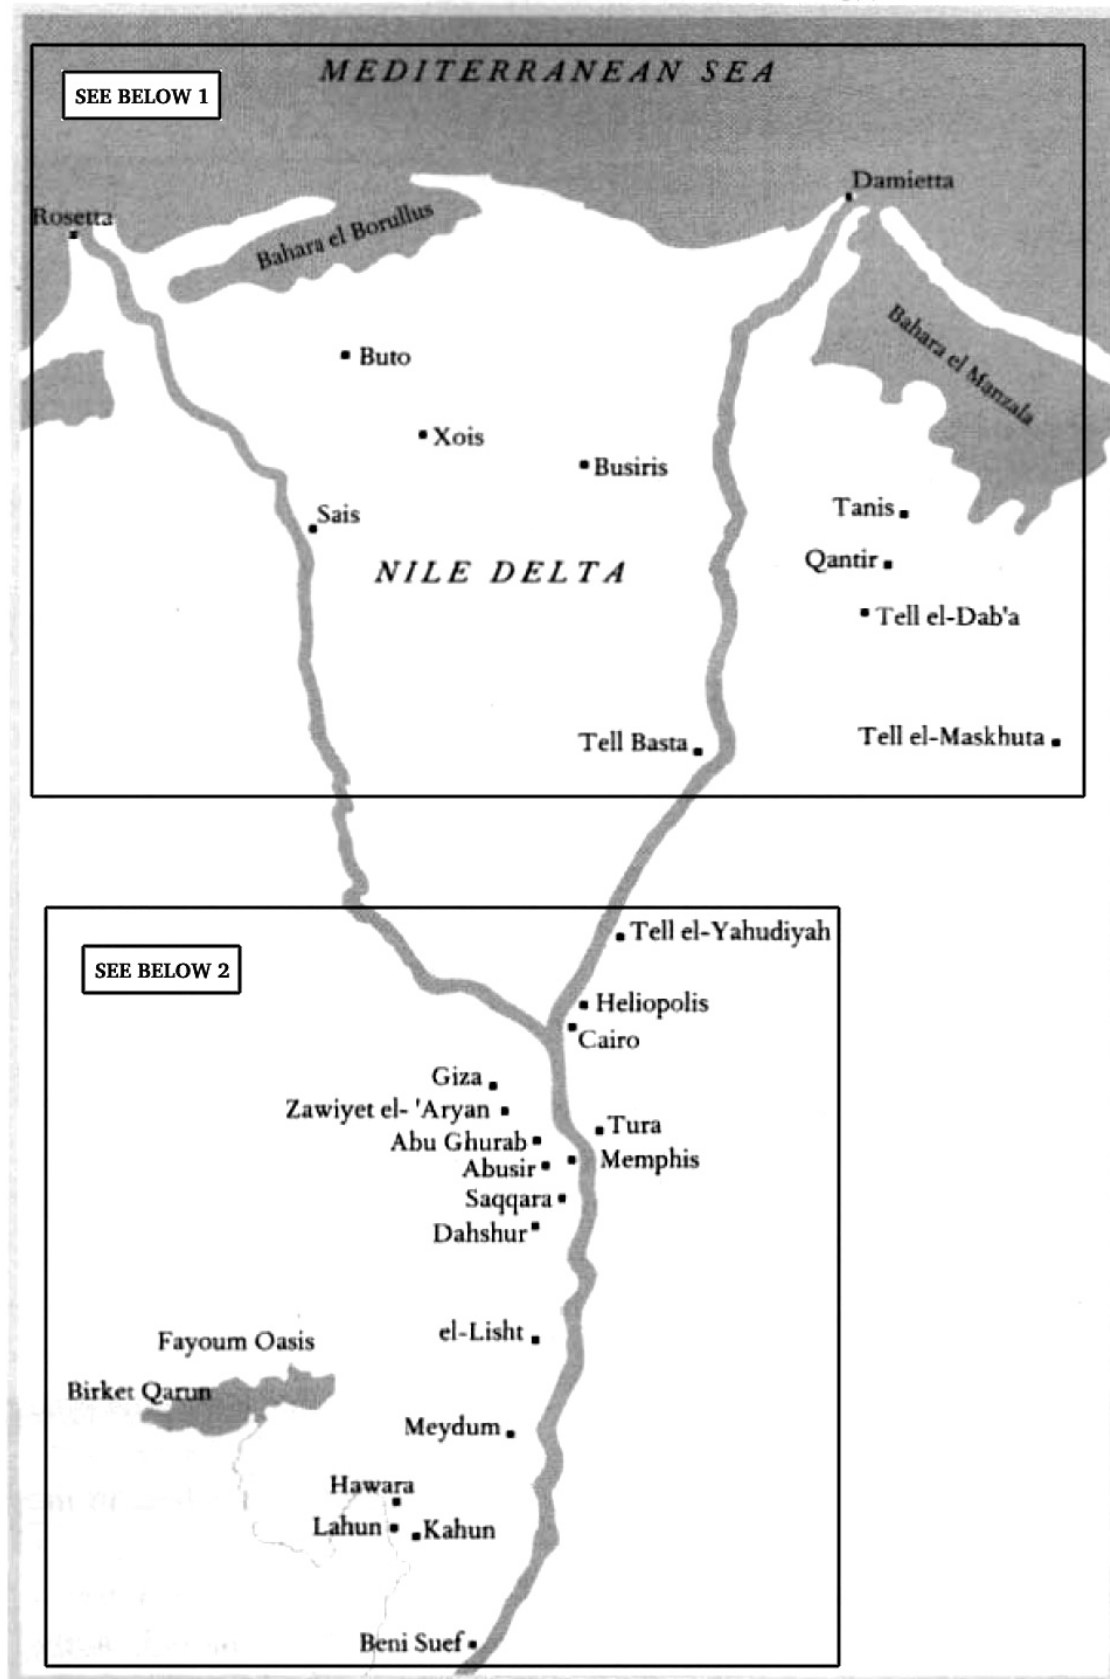 MEDITERRANEAN SEA
SEE BELOW 1
Damietta
Rosetta
Bahara el Borullus
Bahara el Manzala
Buto
Xois
Busiris
Tanis
Sais
Qantir
NILE DELTA
Tell el-Dab'a
Tell Basta
Tell el-Maskhuta
Tell el-Yahudiyah
SEE BELOW 2
Heliopolis
Cairo
Giza
Zawiyet el- 'Aryan
Tura
Abu Ghurab
Memphis
Abusir
Saqqara
Dahshur
el-Lisht
Fayoum Oasis
Birket Qarun
Meydum
Hawara
Lahun
Kahun
Beni Suef